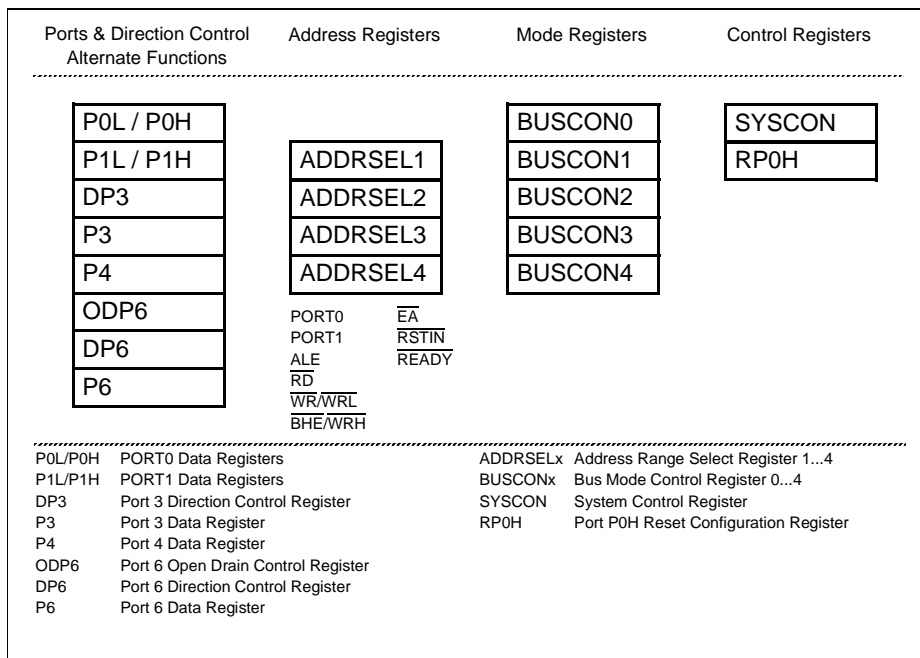 Ports & Direction Control
Alternate Functions
Address Registers
Mode Registers
Control Registers
P0L / P0H
P1L / P1H
DP3
P3
P4
ODP6
DP6
P6
ADDRSEL1
ADDRSEL2
ADDRSEL3
ADDRSEL4
PORT0 EA
PORT1 RSTIN
ALE READY
RD
WR/WRL
BHE/WRH
BUSCON0
BUSCON1
BUSCON2
BUSCON3
BUSCON4
SYSCON
RP0H
P0L/P0H PORT0 Data Registers
P1L/P1H PORT1 Data Registers
DP3 Port 3 Direction Control Register
P3 Port 3 Data Register
P4 Port 4 Data Register
ODP6 Port 6 Open Drain Control Register
DP6 Port 6 Direction Control Register
P6 Port 6 Data Register
ADDRSELx Address Range Select Register 1...4
BUSCONx Bus Mode Control Register 0...4
SYSCON System Control Register
RP0H Port P0H Reset Configuration Register